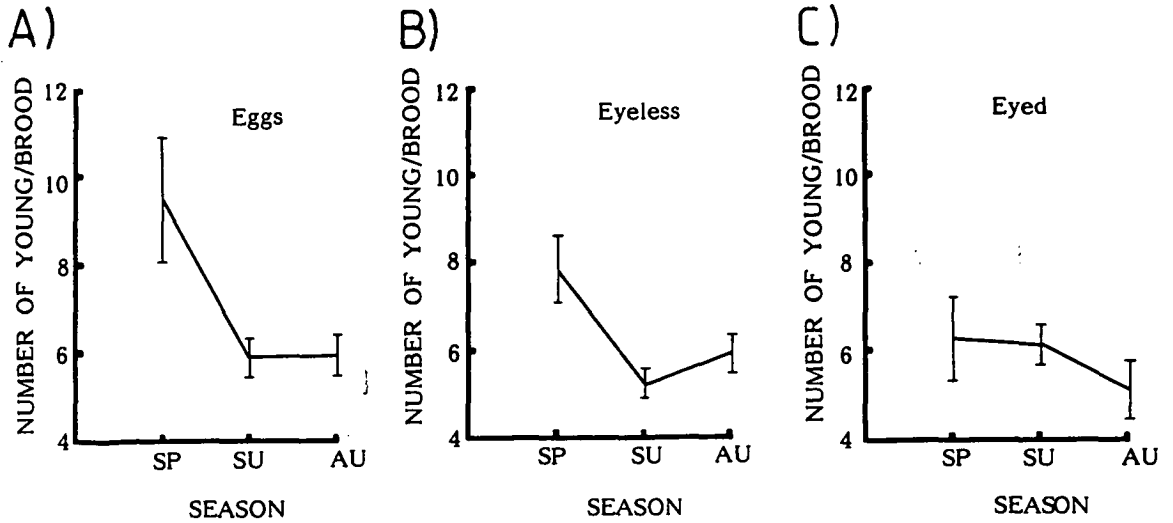 A)
NUMBER OF YOUNG/BROOD
12
10
8
6
4
Eggs
SP SU AU
SEASON
B)
NUMBER OF YOUNG/BROOD
12
10
8
6
4
Eyeless
SP SU AU
SEASON
C)
NUMBER OF YOUNG/BROOD
12
10
8
6
4
Eyed
SP SU AU
SEASON